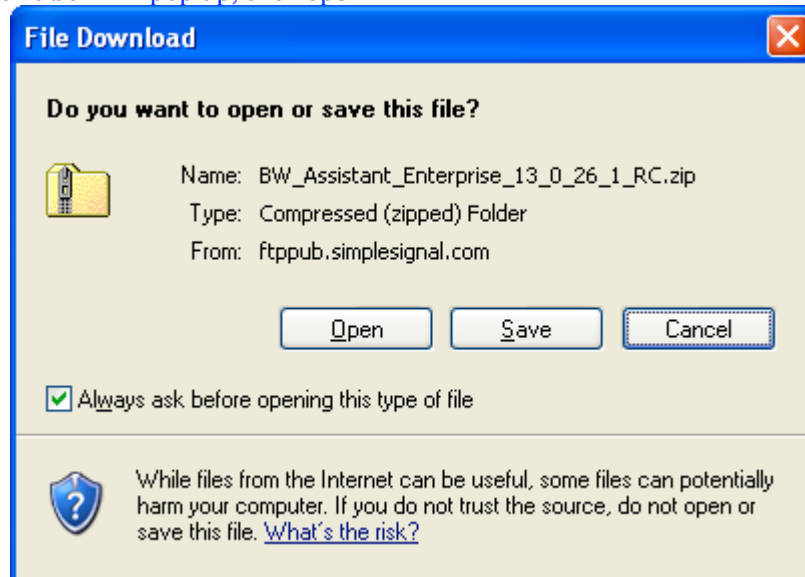 File Download
Do you want to open or save this file?
Name: BW_Assistant_Enterprise_13_0_26_1_RC.zip
Type: Compressed (zipped) Folder
From: ftppub.simplesignal.com
Open Save Cancel
Always ask before opening this type of file
While files from the Internet can be useful, some files can potentially
harm your computer. If you do not trust the source, do not open or
save this file. What's the risk?